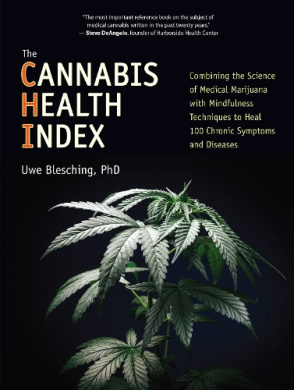 "The most important reference book on the subject of
medical cannabis written in the past twenty years."
— Steve DeAngelo, founder of Harborside Health Center
The
CANNABIS
HEALTH
INDEX
Combining the Science
of Medical Marijuana
with Mindfulness
Techniques to Heal
100 Chronic Symptoms
and Diseases
Uwe Blesching, PhD